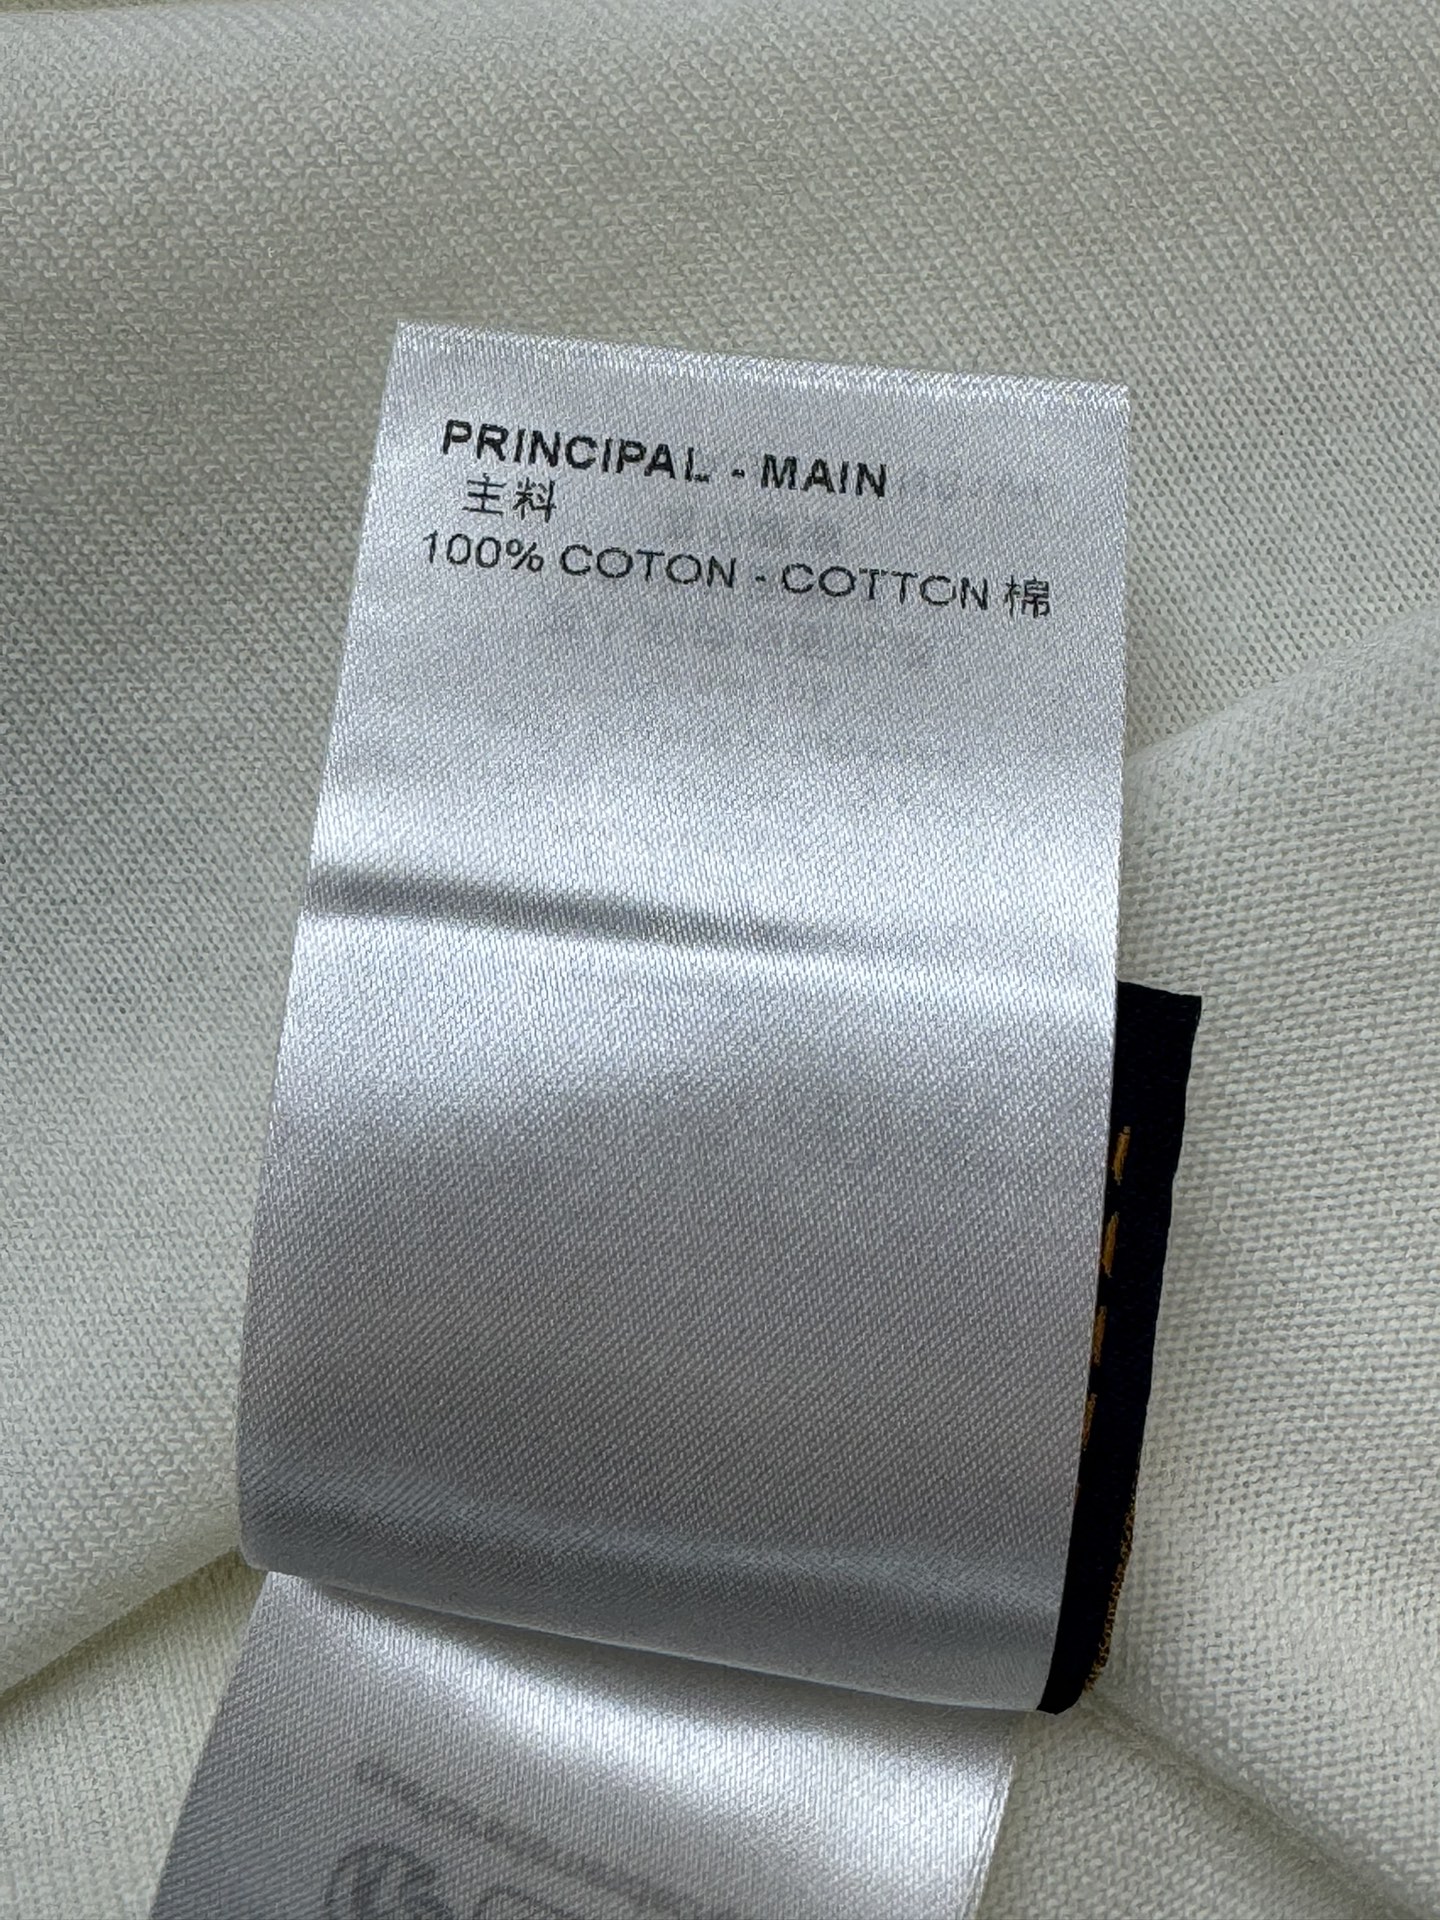 PRINCIPAL - MAIN
主料
100% COTON - COTTON 棉